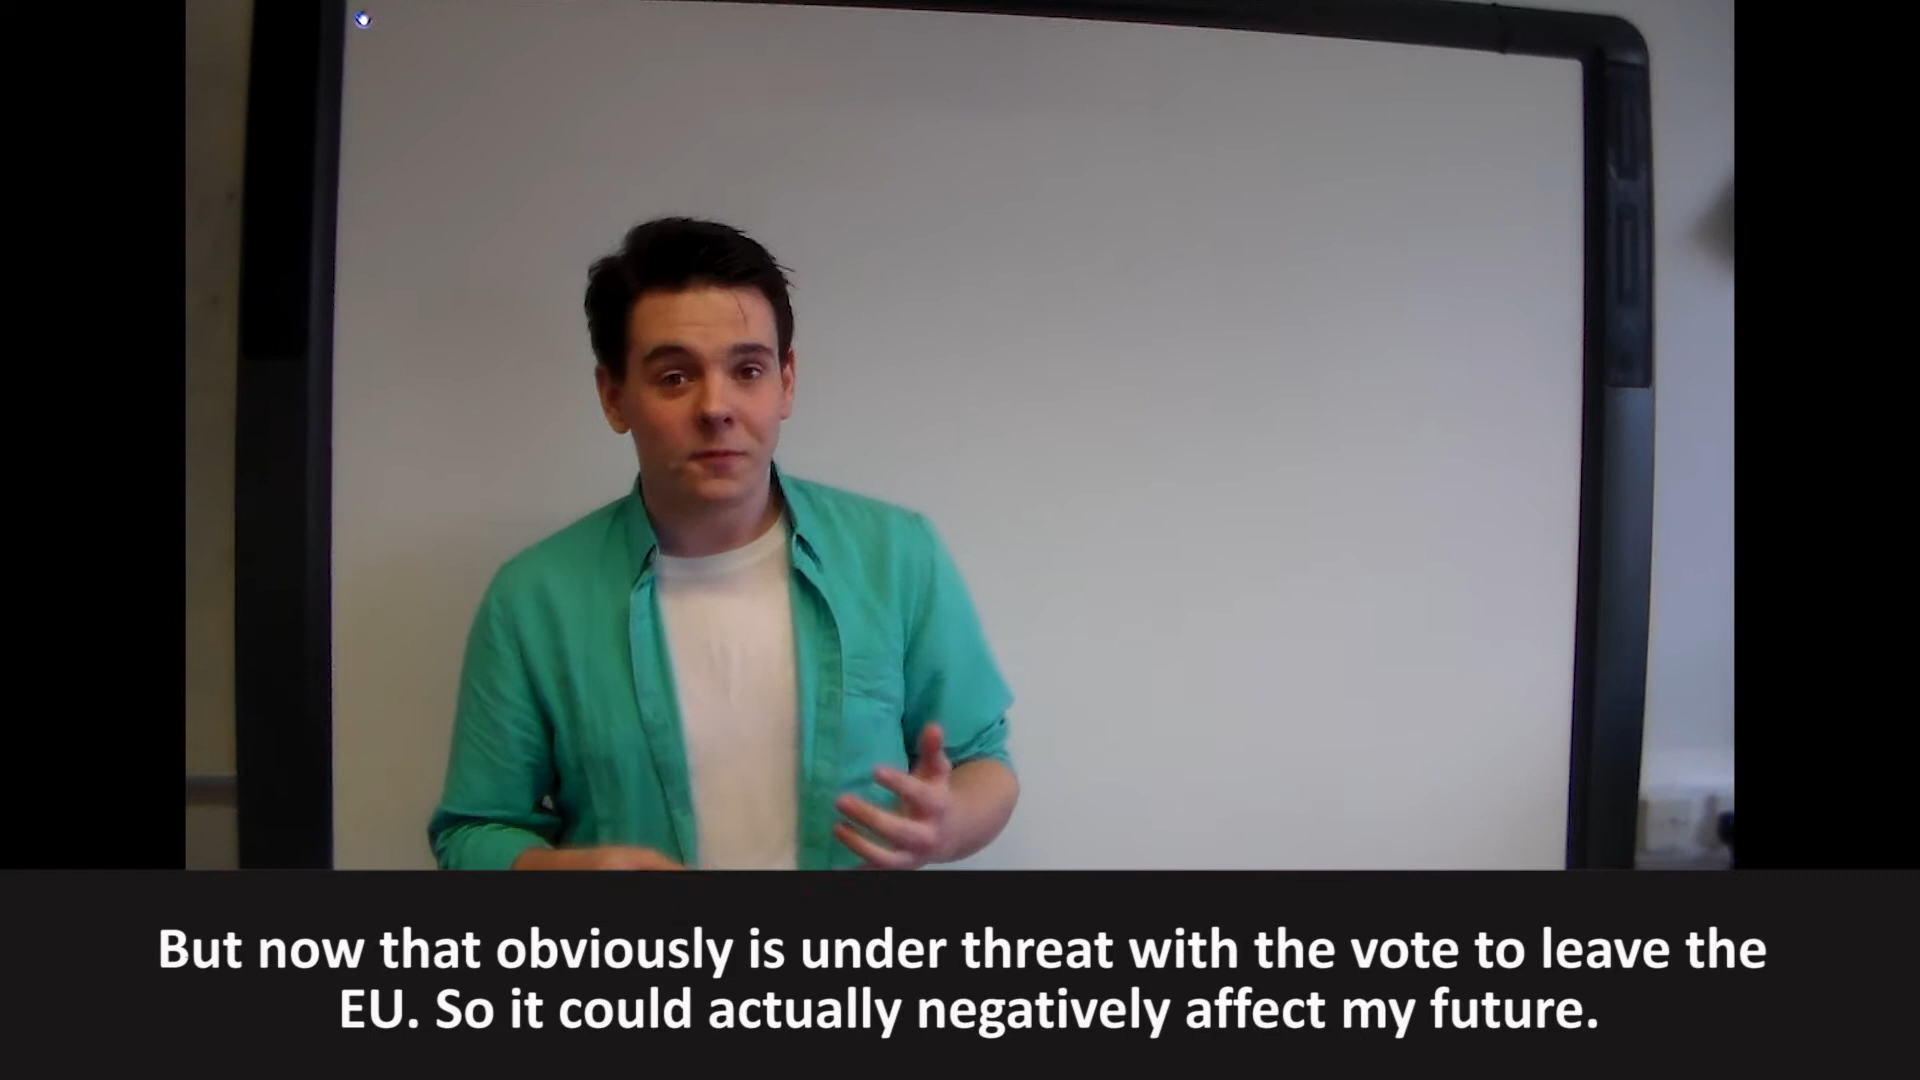 But now that obviously is under threat with the vote to leave the
EU. So it could actually negatively affect my future.